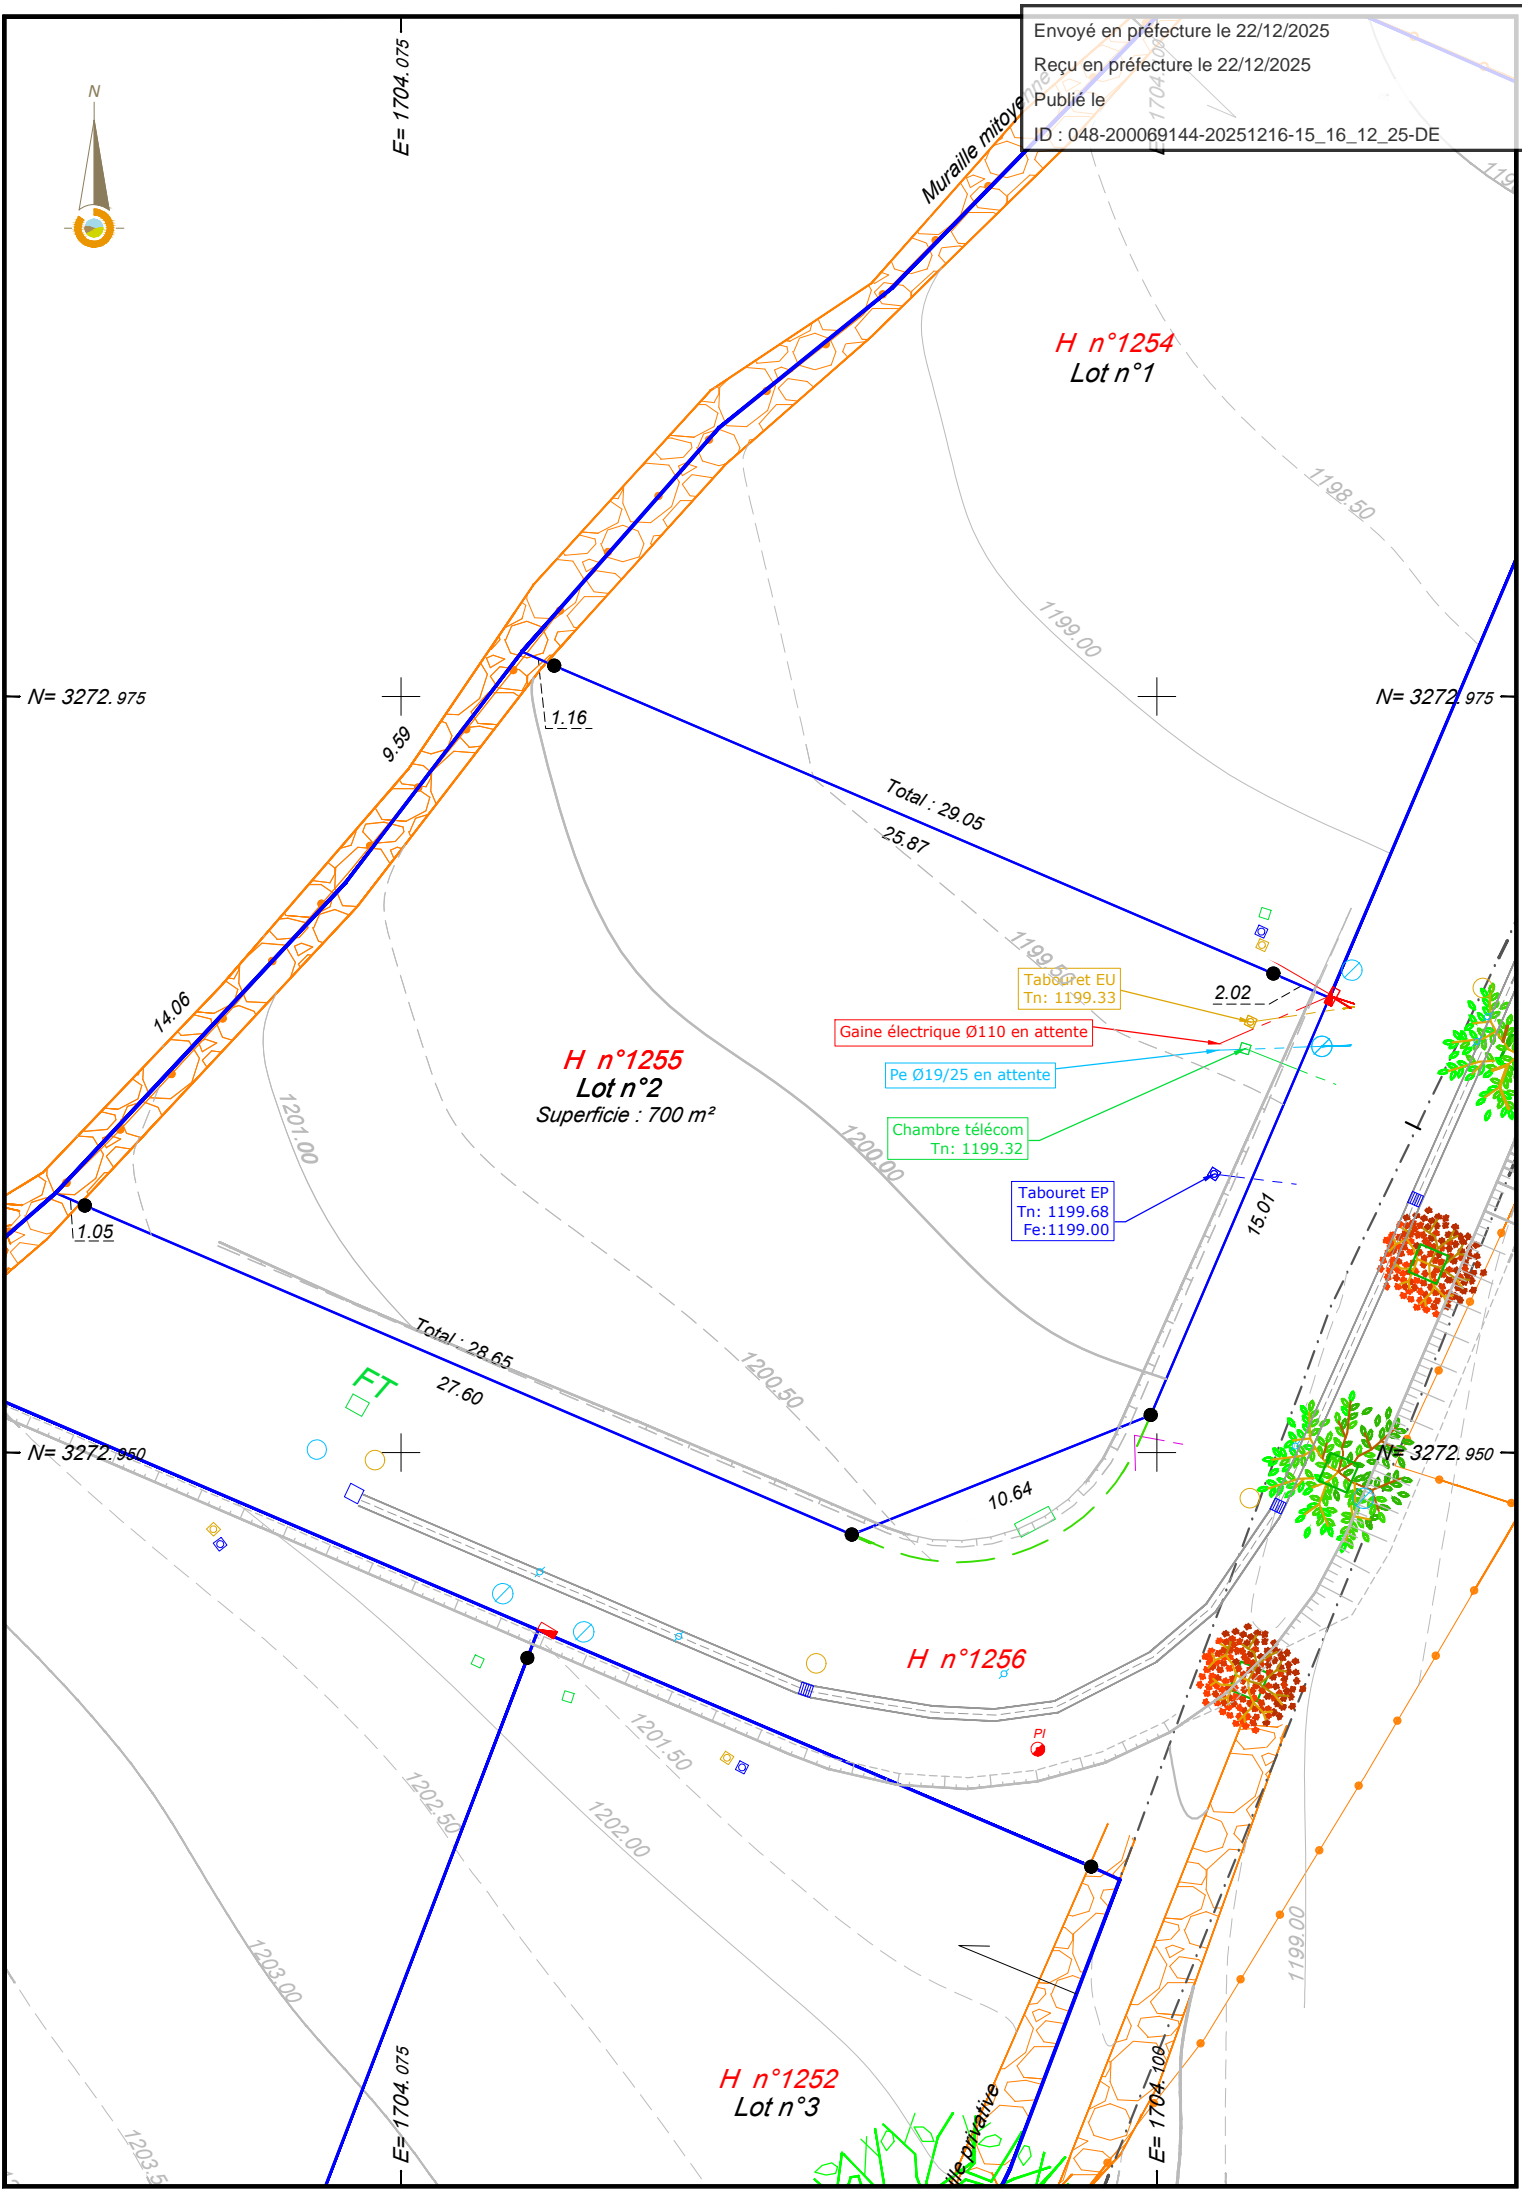 Envoyé en préfecture le 22/12/2025
Reçu en préfecture le 22/12/2025
Publié le
ID : 048-200069144-20251216-15_16_12_25-DE
N
E= 1704.075
E= 1704.100
Muraille mitoyenne
H n°1254
Lot n°1
1198.50
1199.00
N= 3272.975
N= 3272.975
1.16
9.59
Total : 29.05
25.87
1199.50
2.02
Tabouret EU
Tn: 1199.33
Gaine électrique Ø110 en attente
Pe Ø19/25 en attente
Chambre télécom
Tn: 1199.32
Tabouret EP
Tn: 1199.68
Fe:1199.00
14.06
H n°1255
Lot n°2
Superficie : 700 m²
1201.00
1200.00
15.01
1.05
Total : 28.65
27.60
FT
1200.50
N= 3272.950
N= 3272.950
10.64
H n°1256
PI
1201.50
1202.50
1202.00
1203.00
1199.00
H n°1252
Lot n°3
E= 1704.075
E= 1704.100
ille privative
1203.5